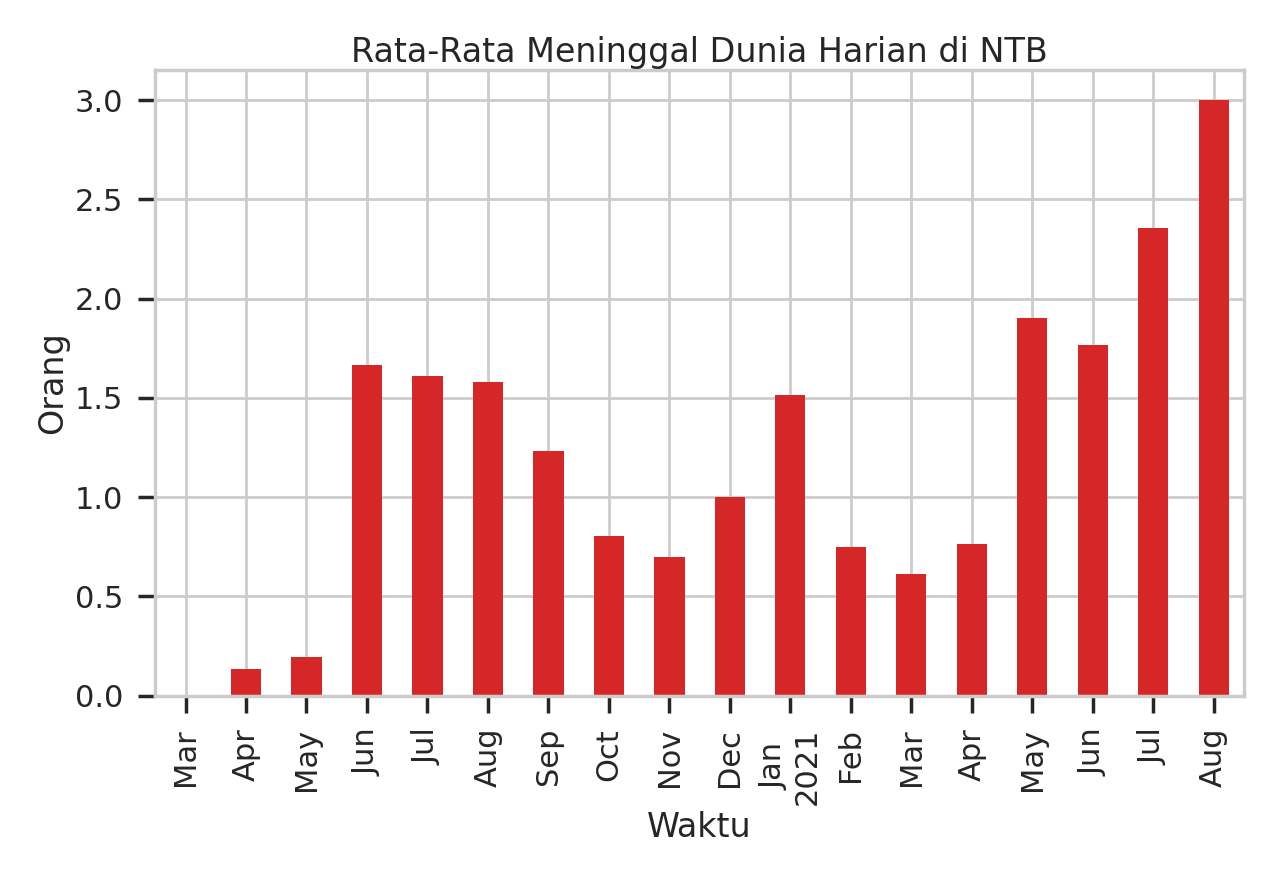 Rata-Rata Meninggal Dunia Harian di NTB
3.0
2.5
2.0
1.5
1.0
0.5
0.0
Orang
Mar
Apr
May
Jun
Jul
Aug
Sep
Oct
Nov
Dec
Jan
2021
Feb
Mar
Apr
May
Jun
Jul
Aug
Waktu